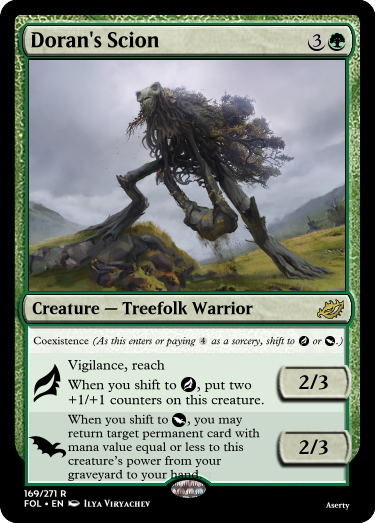 Doran's Scion 3
Creature — Treefolk Warrior
Coexistence (As this enters or paying 4 as a sorcery, shift to or .)
Vigilance, reach
When you shift to , put two
+1/+1 counters on this creature.
2/3
When you shift to , you may
return target permanent card with
mana value equal or less to this
creature's power from your
graveyard to your hand.
2/3
169/271 R
FOL • EN Ilya Viryachev
Aserty